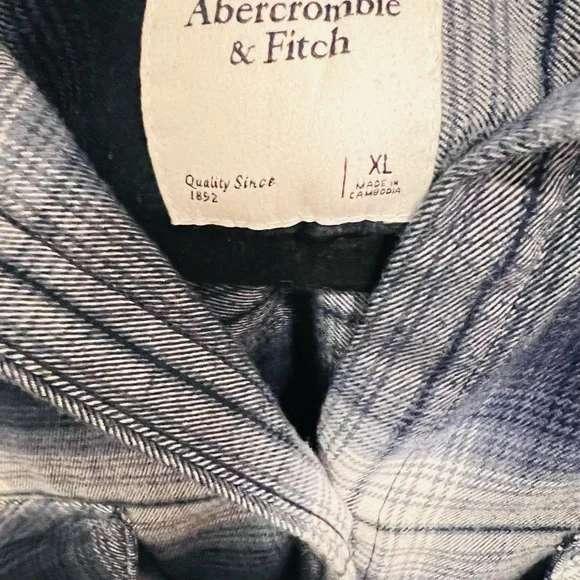 Abercrombie
& Fitch
Quality Since
1892
XL
MADE IN
CAMBODIA